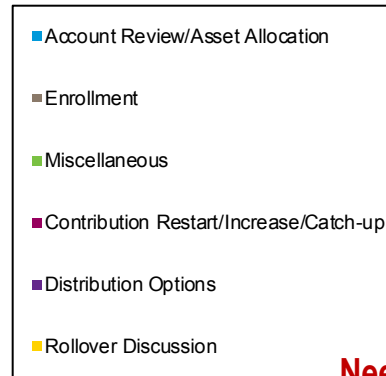 Account Review/Asset Allocation
Enrollment
Miscellaneous
Contribution Restart/Increase/Catch-up
Distribution Options
Rollover Discussion